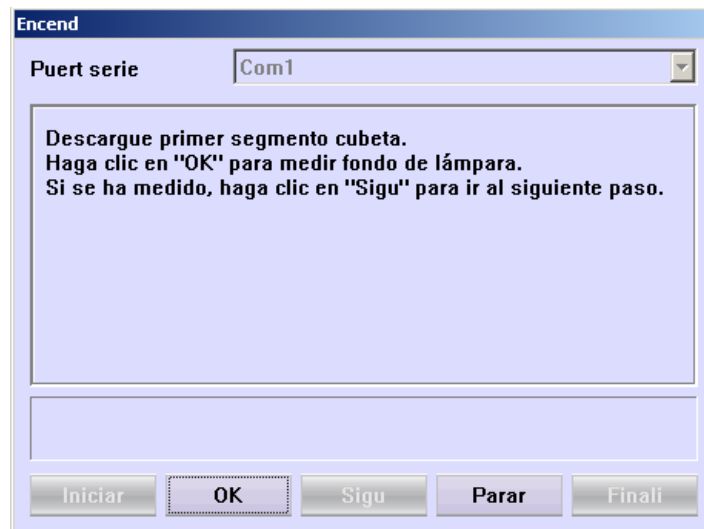 Encend
Puert serie Com1
Descargue primer segmento cubeta.
Haga clic en "OK" para medir fondo de lámpara.
Si se ha medido, haga clic en "Sigu" para ir al siguiente paso.
Iniciar OK Sigu Parar Finali